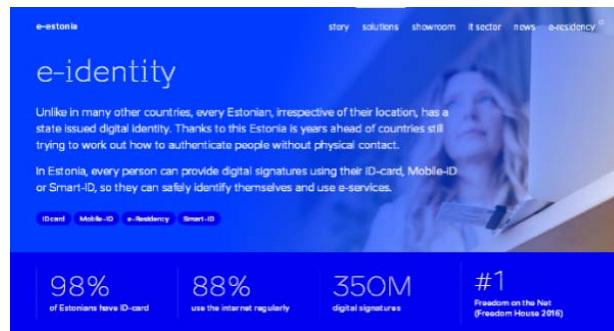 e-estonia
story solutions showroom it sector news e-residency
e-identity
Unlike in many other countries, every Estonian, irrespective of their location, has a
state issued digital identity. Thanks to this Estonia is years ahead of countries still
trying to work out how to authenticate people without physical contact.
In Estonia, every person can provide digital signatures using their ID-card, Mobile-ID
or Smart-ID, so they can safely identify themselves and use e-services.
ID card Mobile-ID e-Residency Smart-ID
98% 88% 350M #1
of Estonians have ID-card use the internet regularly digital signatures Freedom on the Net
(Freedom House 2016)